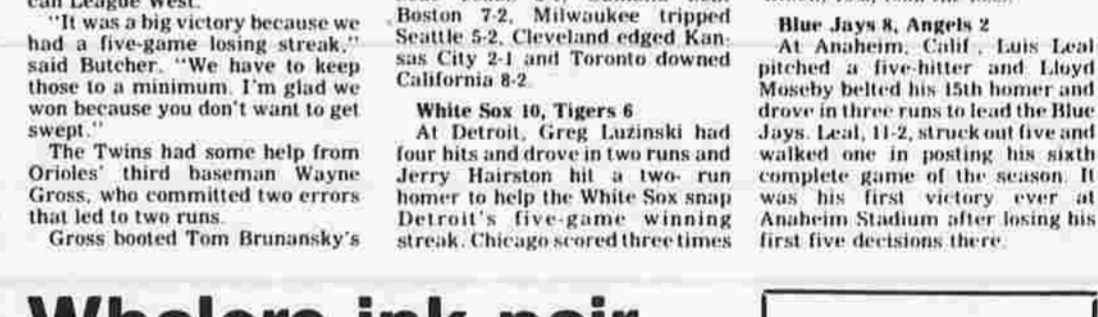 can League West.
"It was a big victory because we
had a five-game losing streak,"
said Butcher. "We have to keep
those to a minimum. I'm glad we
won because you don't want to get
swept."
The Twins had some help from
Orioles' third baseman Wayne
Gross, who committed two errors
that led to two runs.
Gross booted Tom Brunansky's
Boston 7-2, Milwaukee tripped
Seattle 5-2, Cleveland edged Kan-
sas City 2-1 and Toronto downed
California 8-2.
White Sox 10, Tigers 6
At Detroit, Greg Luzinski had
four hits and drove in two runs and
Jerry Hairston hit a two- run
homer to help the White Sox snap
Detroit's five-game winning
streak. Chicago scored three times
Blue Jays 8, Angels 2
At Anaheim, Calif., Luis Leal
pitched a five-hitter and Lloyd
Moseby belted his 15th homer and
drove in three runs to lead the Blue
Jays. Leal, 11-2, struck out five and
walked one in posting his sixth
complete game of the season. It
was his first victory ever at
Anaheim Stadium after losing his
first five decisions there.
Whalers ink pair